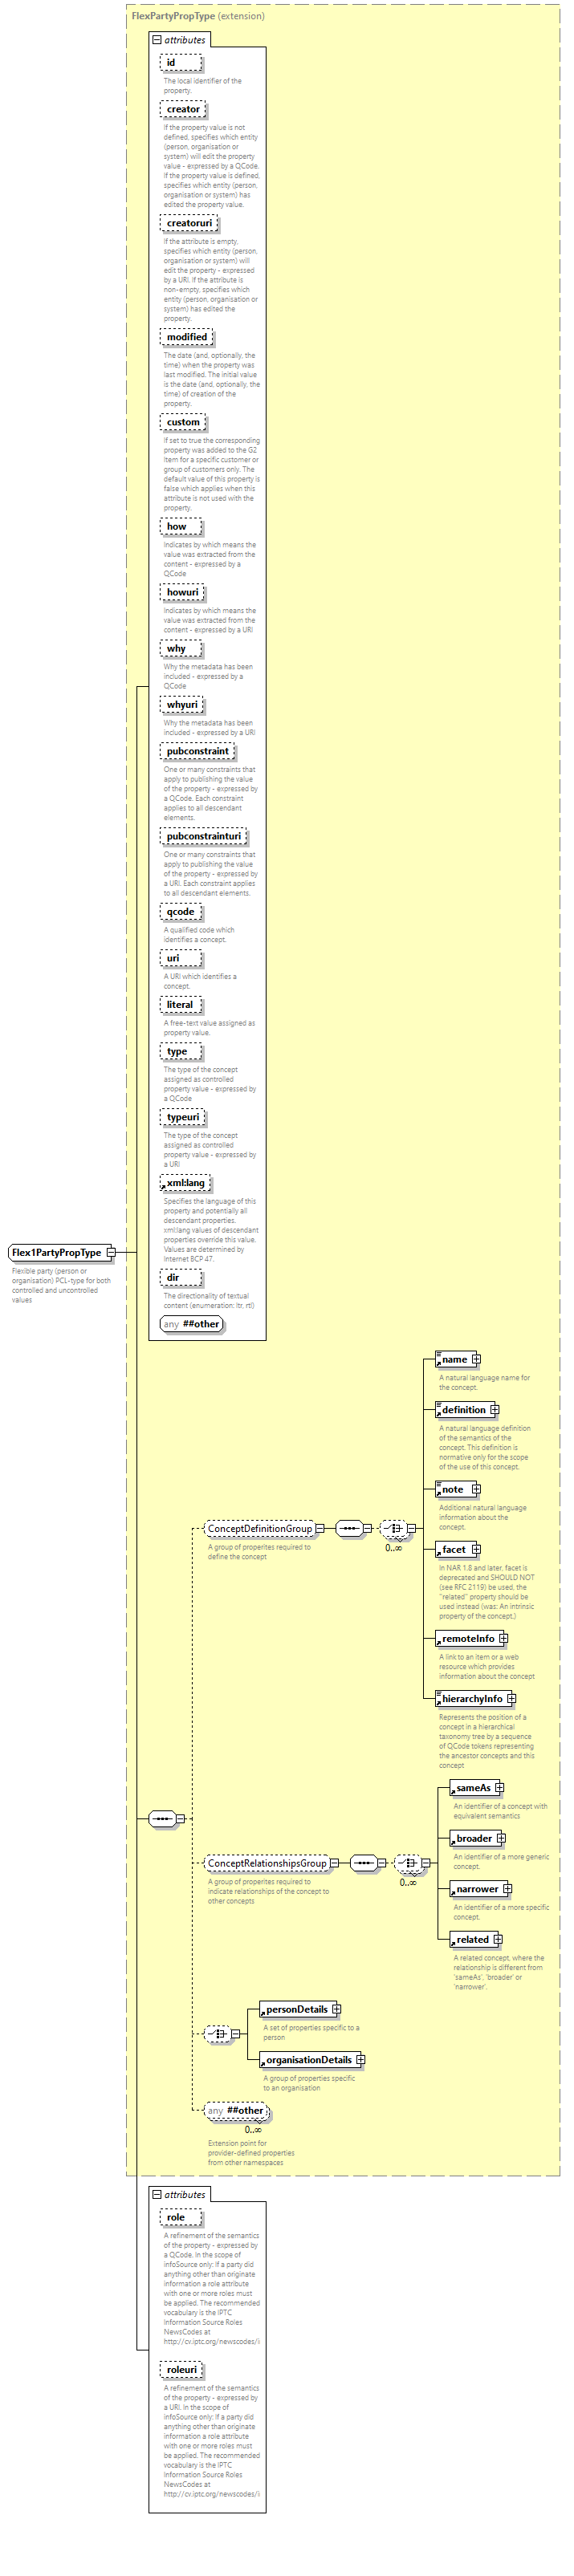 FlexPartyPropType (extension)
attributes
id
The local identifier of the
property.
creator
If the property value is not
defined, specifies which entity
(person, organisation or
system) will edit the property
value - expressed by a QCode.
If the property value is defined,
specifies which entity (person,
organisation or system) has
edited the property value.
creatoruri
If the attribute is empty,
specifies which entity (person,
organisation or system) will
edit the property - expressed
by a URI. If the attribute is
non-empty, specifies which
entity (person, organisation or
system) has edited the
property.
modified
The date (and, optionally, the
time) when the property was
last modified. The initial value
is the date (and, optionally, the
time) of creation of the
property.
custom
If set to true the corresponding
property was added to the G2
Item for a specific customer or
group of customers only. The
default value of this property is
false which applies when this
attribute is not used with the
property.
how
Indicates by which means the
value was extracted from the
content - expressed by a
QCode
howuri
Indicates by which means the
value was extracted from the
content - expressed by a URI
why
Why the metadata has been
included - expressed by a
QCode
whyuri
Why the metadata has been
included - expressed by a URI
pubconstraint
One or many constraints that
apply to publishing the value
of the property - expressed by
a QCode. Each constraint
applies to all descendant
elements.
pubconstrainturi
One or many constraints that
apply to publishing the value
of the property - expressed by
a URI. Each constraint applies
to all descendant elements.
qcode
A qualified code which
identifies a concept.
uri
A URI which identifies a
concept.
literal
A free-text value assigned as
property value.
type
The type of the concept
assigned as controlled
property value - expressed by
a QCode
typeuri
The type of the concept
assigned as controlled
property value - expressed by
a URI
xml:lang
Specifies the language of this
property and potentially all
descendant properties.
xml:lang values of descendant
properties override this value.
Values are determined by
Internet BCP 47.
dir
The directionality of textual
content (enumeration: ltr, rtl)
any ##other
Flex1PartyPropType
Flexible party (person or
organisation) PCL-type for both
controlled and uncontrolled
values
ConceptDefinitionGroup
A group of properites required to
define the concept
0..∞
name
A natural language name for
the concept.
definition
A natural language definition
of the semantics of the
concept. This definition is
normative only for the scope
of the use of this concept.
note
Additional natural language
information about the
concept.
facet
In NAR 1.8 and later, facet is
deprecated and SHOULD NOT
(see RFC 2119) be used, the
"related" property should be
used instead (was: An intrinsic
property of the concept.)
remoteInfo
A link to an item or a web
resource which provides
information about the concept
hierarchyInfo
Represents the position of a
concept in a hierarchical
taxonomy tree by a sequence
of QCode tokens representing
the ancestor concepts and this
concept
ConceptRelationshipsGroup
A group of properites required to
indicate relationships of the concept to
other concepts
0..∞
sameAs
An identifier of a concept with
equivalent semantics
broader
An identifier of a more generic
concept.
narrower
An identifier of a more specific
concept.
related
A related concept, where the
relationship is different from
'sameAs', 'broader' or
'narrower'.
personDetails
A set of properties specific to a
person
organisationDetails
A group of properties specific
to an organisation
any ##other
0..∞
Extension point for
provider-defined properties
from other namespaces
attributes
role
A refinement of the semantics
of the property - expressed by
a QCode. In the scope of
infoSource only: If a party did
anything other than originate
information a role attribute
with one or more roles must
be applied. The recommended
vocabulary is the IPTC
Information Source Roles
NewsCodes at
http://cv.iptc.org/newscodes/i
roleuri
A refinement of the semantics
of the property - expressed by
a URI. In the scope of
infoSource only: If a party did
anything other than originate
information a role attribute
with one or more roles must
be applied. The recommended
vocabulary is the IPTC
Information Source Roles
NewsCodes at
http://cv.iptc.org/newscodes/i